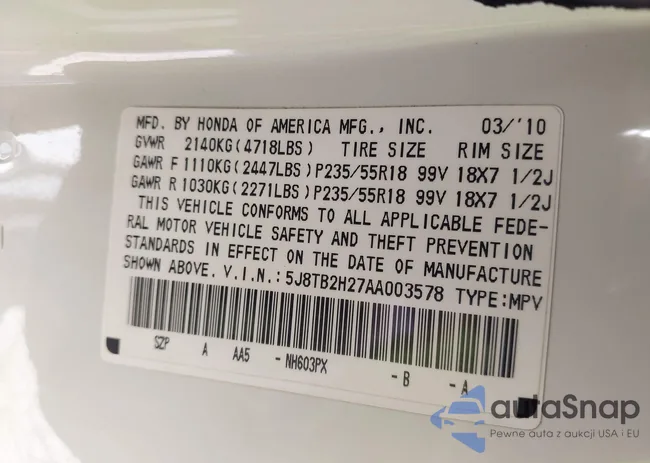 MFD. BY HONDA OF AMERICA MFG., INC. 03/'10
GVWR 2140KG(4718LBS) TIRE SIZE RIM SIZE
GAWR F 1110KG(2447LBS)P235/55R18 99V 18X7 1/2J
GAWR R 1030KG(2271LBS)P235/55R18 99V 18X7 1/2J
THIS VEHICLE CONFORMS TO ALL APPLICABLE FEDE-
RAL MOTOR VEHICLE SAFETY AND THEFT PREVENTION
STANDARDS IN EFFECT ON THE DATE OF MANUFACTURE
SHOWN ABOVE. V.I.N.:5J8TB2H27AA003578 TYPE:MPV
SZP A AA5 -NH603PX -B -A
autaSnap
Pewne auta z aukcji USA i EU